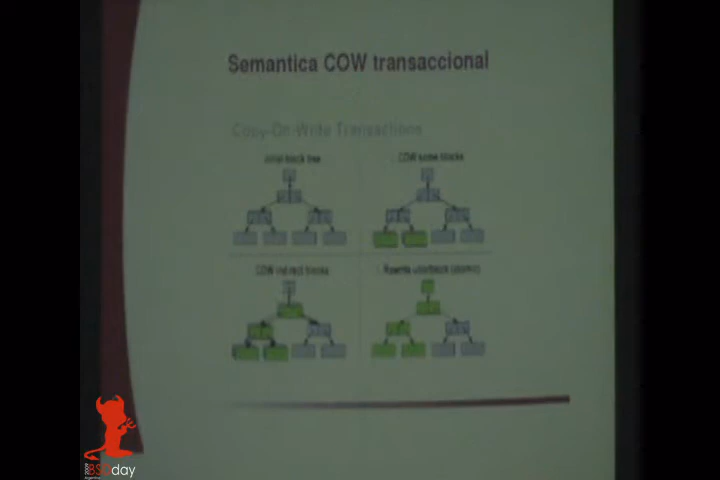 Semantica COW transaccional
Copy-On-Write Transactions
Initial block tree
COW some blocks
COW indirect blocks
Rewrite uberblock (atomic)
BSDday